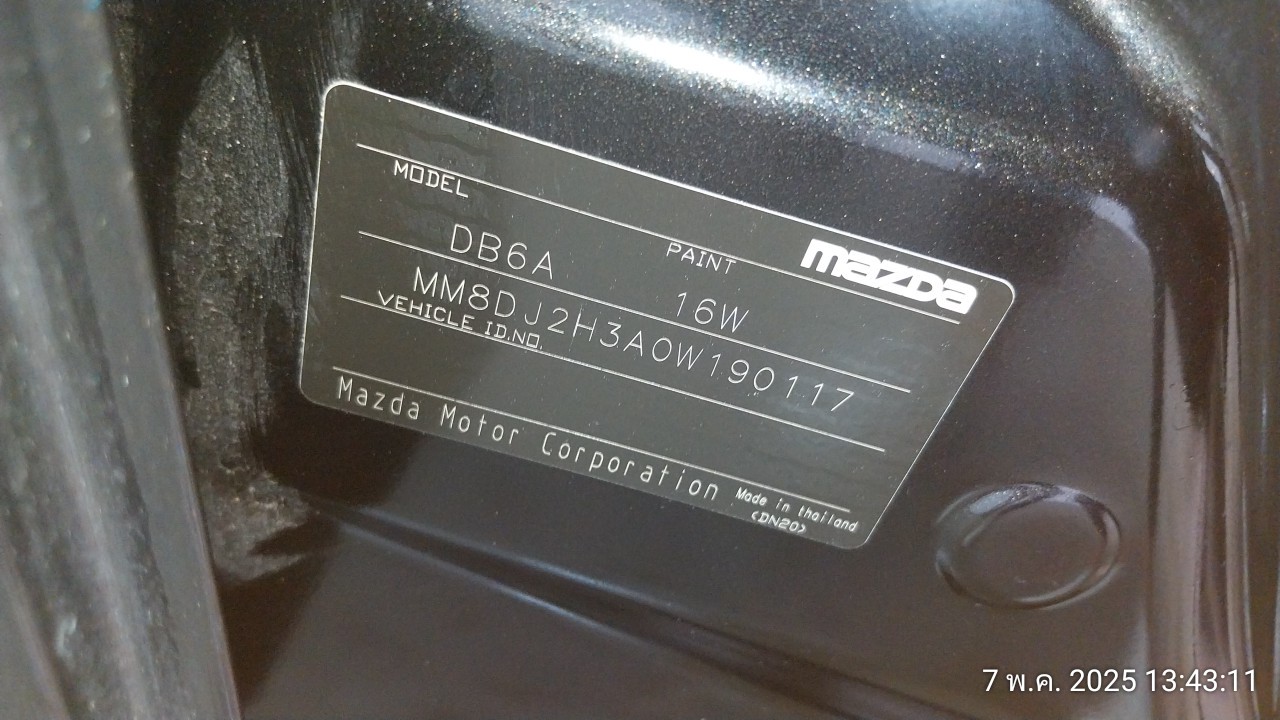 MODEL
PAINT
mazda
DB6A
16W
MM8DJ2H3A0W190117
VEHICLE ID.NO.
Mazda Motor Corporation
Made in thailand
<DN20>
7 พ.ค. 2025 13:43:11